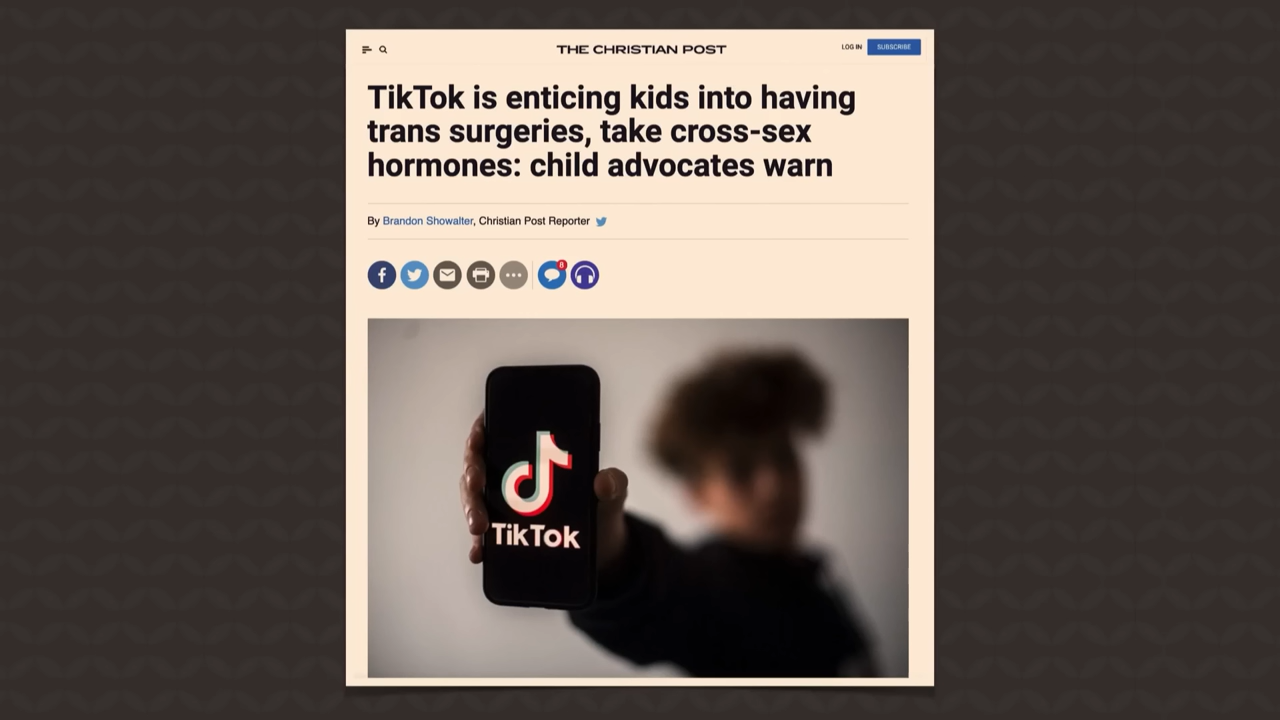 THE CHRISTIAN POST
LOG IN
SUBSCRIBE
TikTok is enticing kids into having
trans surgeries, take cross-sex
hormones: child advocates warn
By Brandon Showalter, Christian Post Reporter
8
TikTok